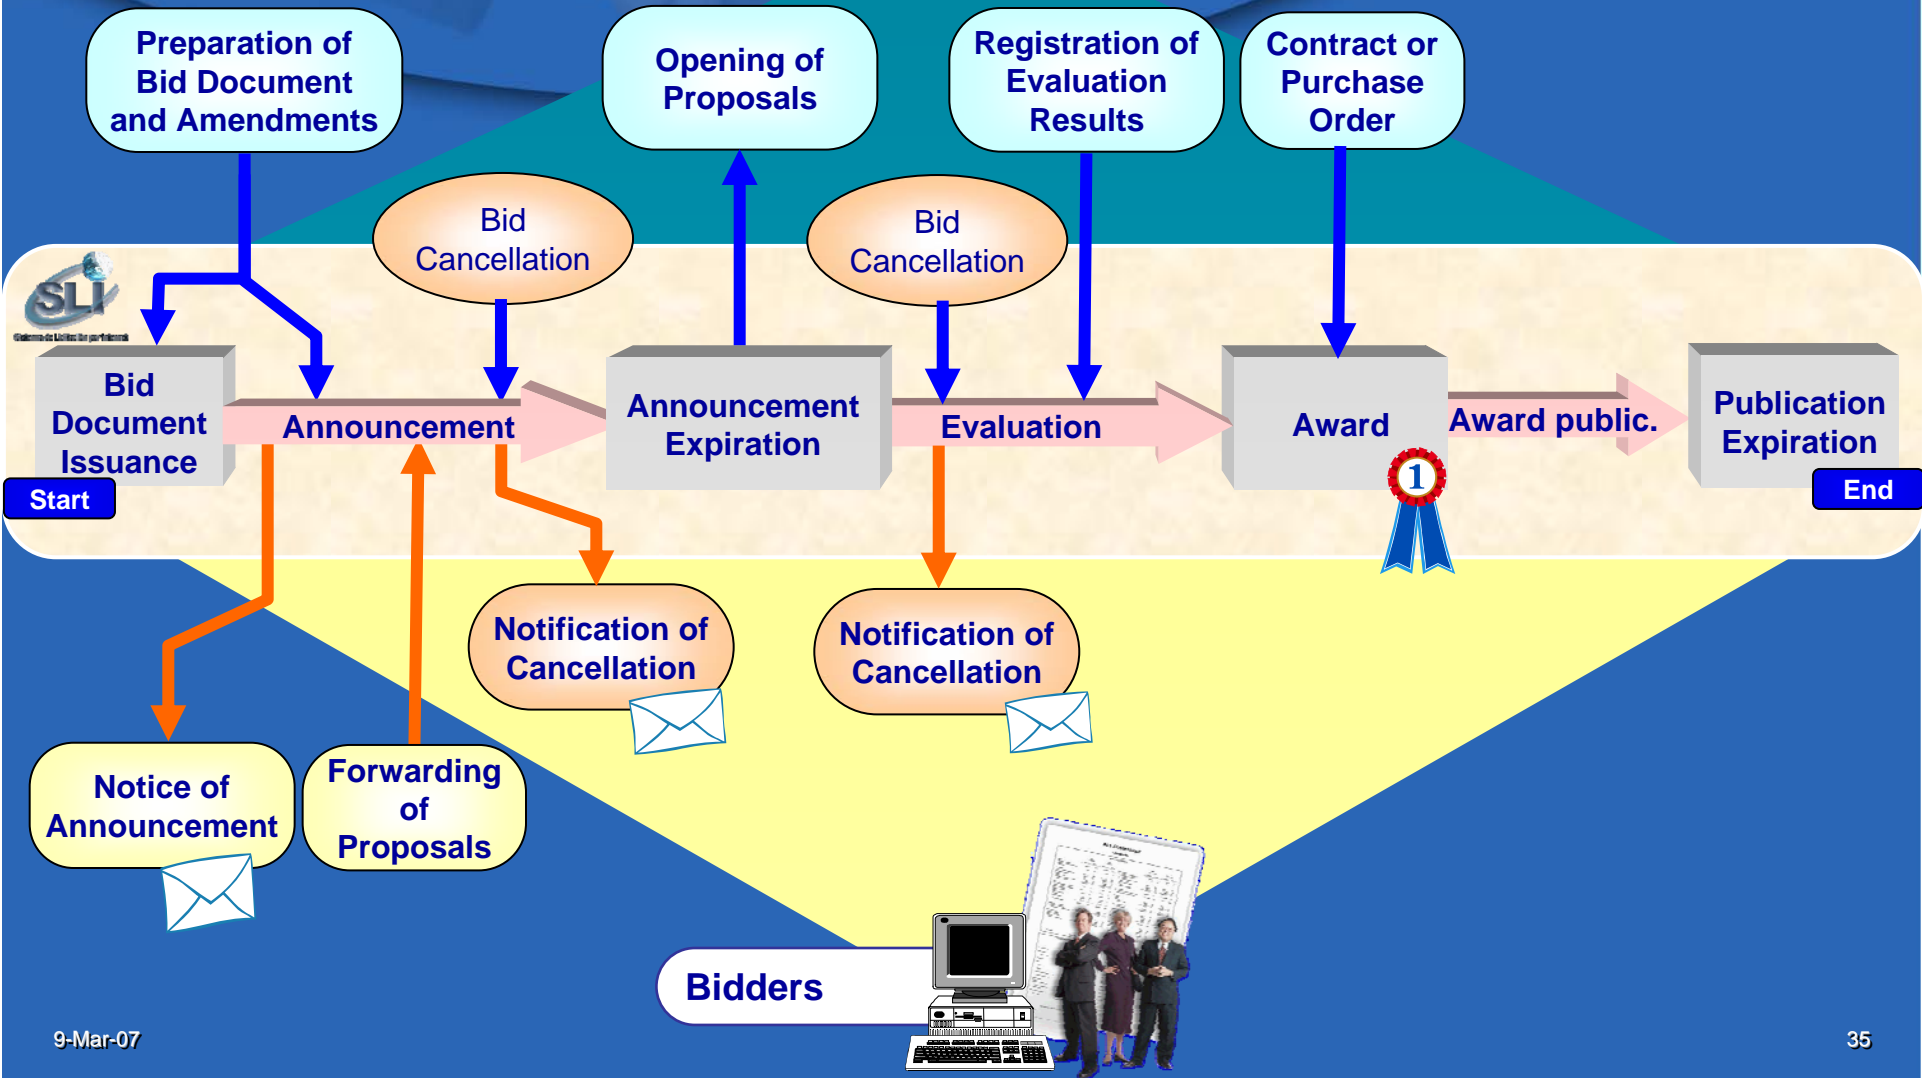 Preparation of
Bid Document
and Amendments
Opening of
Proposals
Registration of
Evaluation
Results
Contract or
Purchase
Order
Bid
Cancellation
Bid
Cancellation
SLI
Bid
Document
Issuance
Announcement
Announcement
Expiration
Evaluation
Award
Award public.
Publication
Expiration
Start
1
End
Notification of
Cancellation
Notification of
Cancellation
Notice of
Announcement
Forwarding
of
Proposals
Bidders
9-Mar-07
35